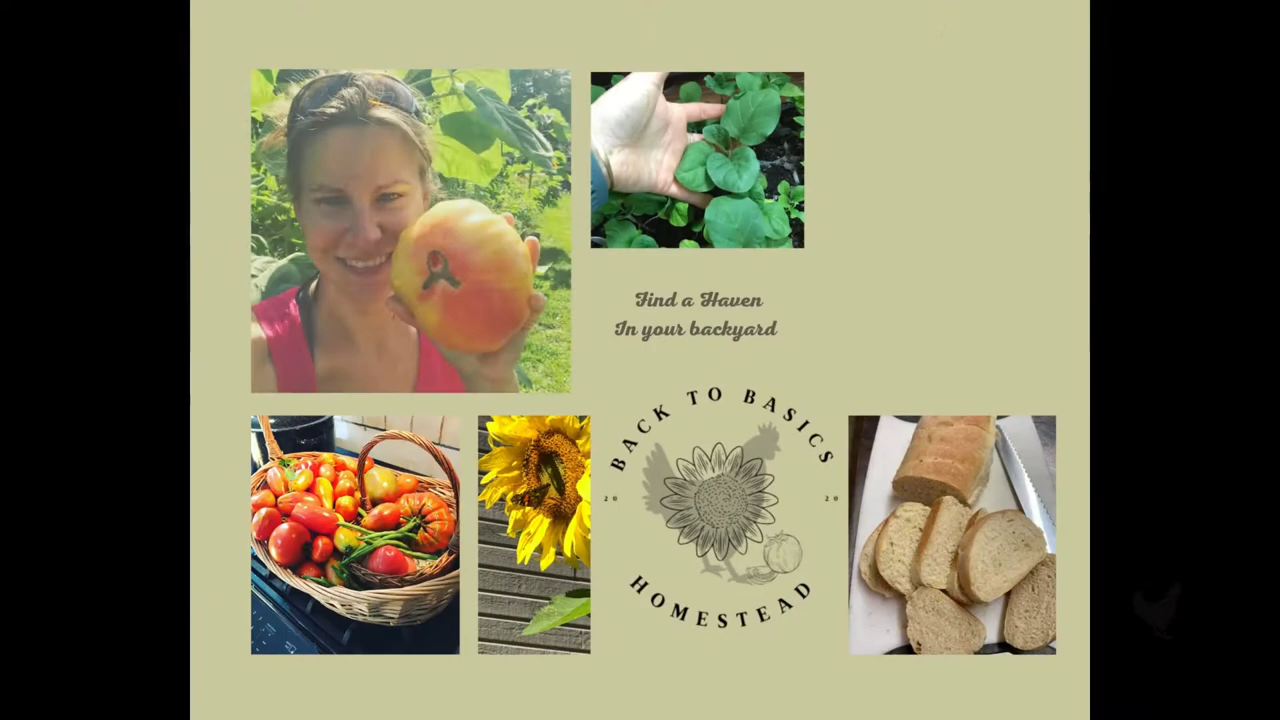 Find a Haven
In your backyard
BACK TO BASICS
20 20
HOMESTEAD